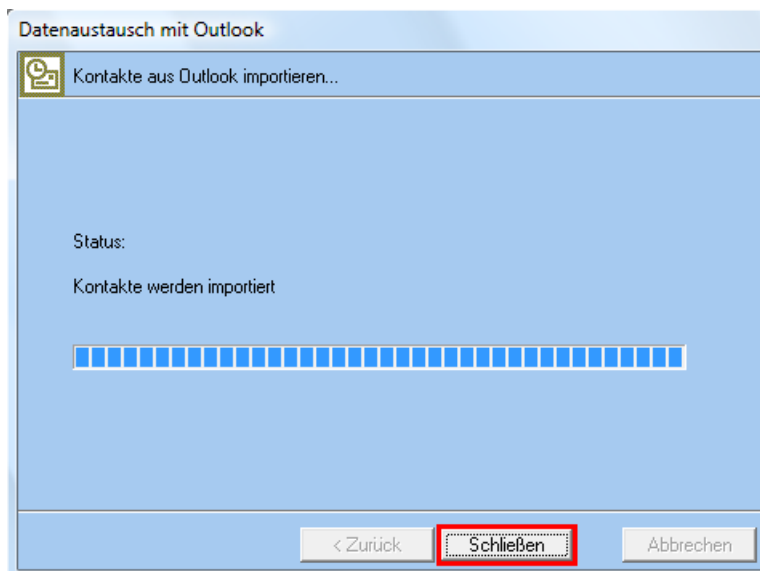 Datenaustausch mit Outlook
Kontakte aus Outlook importieren...
Status:
Kontakte werden importiert
< Zurück Schließen Abbrechen